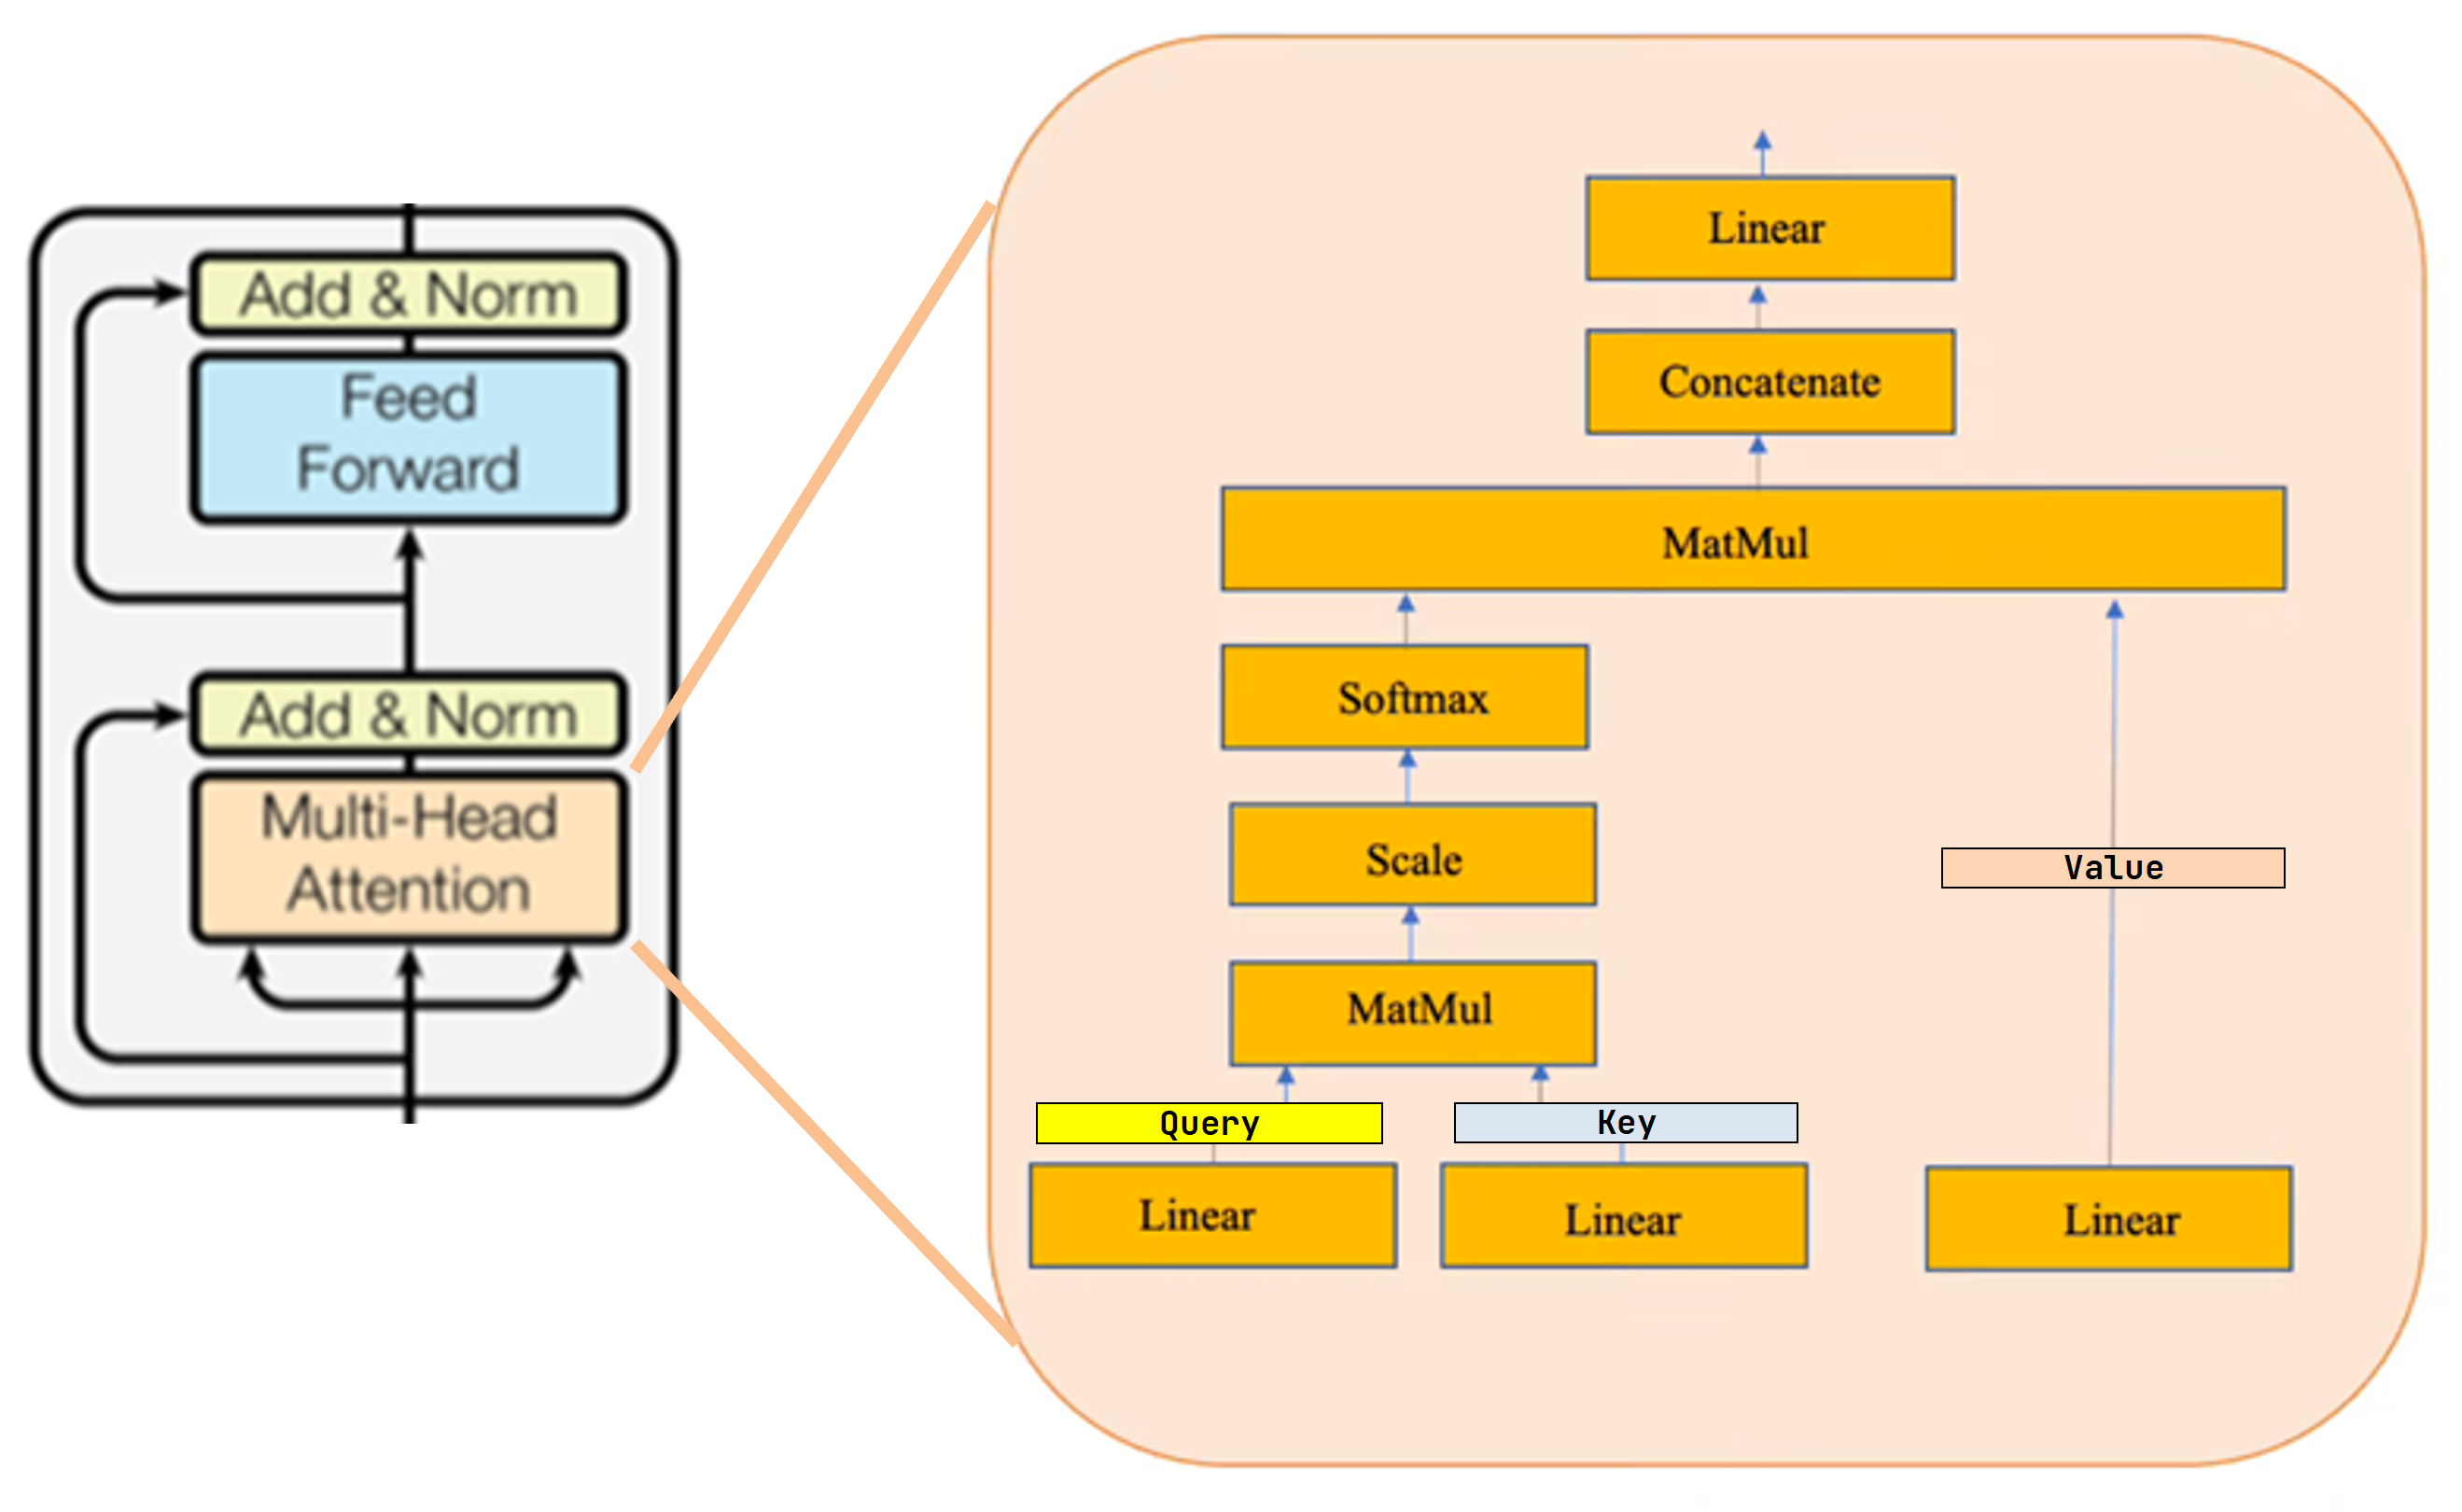 Add & Norm
Feed
Forward
Add & Norm
Multi-Head
Attention
Linear
Concatenate
MatMul
Softmax
Scale
Value
MatMul
Query
Key
Linear
Linear
Linear